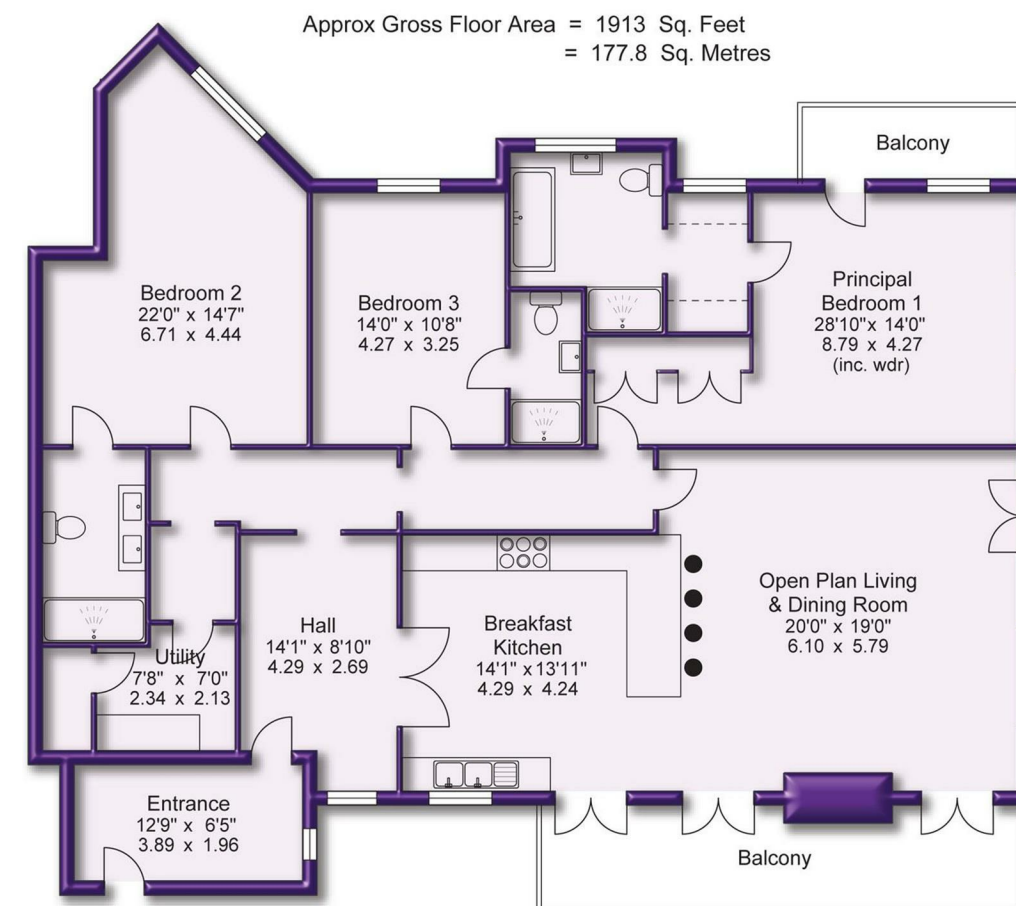 Approx Gross Floor Area = 1913 Sq. Feet
= 177.8 Sq. Metres
Balcony
Bedroom 2
22'0" x 14'7"
6.71 x 4.44
Bedroom 3
14'0" x 10'8"
4.27 x 3.25
Principal
Bedroom 1
28'10"x 14'0"
8.79 x 4.27
(inc. wdr)
Utility
7'8" x 7'0"
2.34 x 2.13
Hall
14'1" x 8'10"
4.29 x 2.69
Breakfast
Kitchen
14'1" x13'11"
4.29 x 4.24
Open Plan Living
& Dining Room
20'0" x 19'0"
6.10 x 5.79
Entrance
12'9" x 6'5"
3.89 x 1.96
Balcony